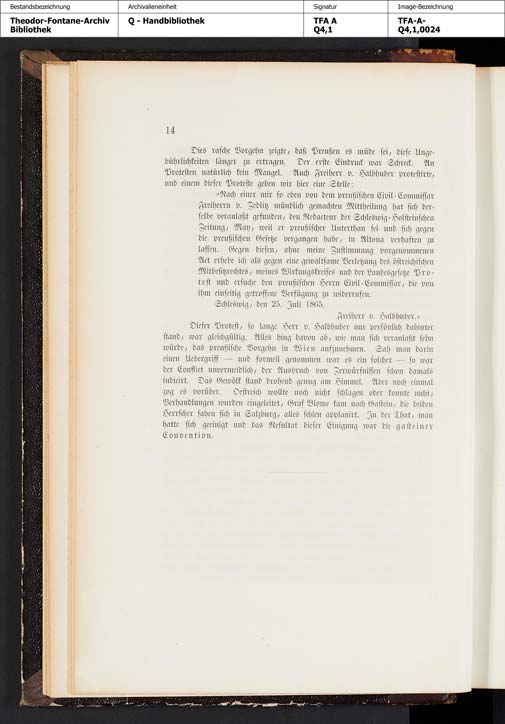 Bestandsbezeichnung
Archivalieneinheit
Signatur
Image-Bezeichnung
Theodor-Fontane-Archiv
Bibliothek
Q - Handbibliothek
TFA A
Q4,1
TFA-A-
Q4,1,0024
14
Dies rasche Vorgehn zeigte, daß Preußen es müde sei, diese Unge-
bührlichkeiten länger zu ertragen. Der erste Eindruck war Schreck. An
Protesten natürlich kein Mangel. Auch Freiherr v. Halbhuber protestirte,
und einem dieser Proteste geben wir hier eine Stelle:
»Nach einer mir so eben von dem preußischen Civil-Commissar
Freiherrn v. Zedlitz mündlich gemachten Mittheilung hat sich der-
selbe veranlaßt gefunden, den Redacteur der Schleswig-Holsteinschen
Zeitung, May, weil er preußischer Unterthan sei und sich gegen
die preußischen Gesetze vergangen habe, in Altona verhaften zu
lassen. Gegen diesen, ohne meine Zustimmung vorgenommenen
Act erhebe ich als gegen eine gewaltsame Verletzung des östreichischen
Mitbesitzrechtes, meines Wirkungskreises und der Landesgesetze Pro-
test und ersuche den preußischen Herrn Civil-Commissar, die von
ihm einseitig getroffene Verfügung zu widerrufen.
Schleswig, den 25. Juli 1865.
Freiherr v. Halbhuber.«
Dieser Protest, so lange Herr v. Halbhuber nur persönlich dahinter
stand, war gleichgültig. Alles hing davon ab, wie man sich veranlaßt sehn
würde, das preußische Vorgehn in Wien aufzunehmen. Sah man darin
einen Uebergriff — und formell genommen war es ein solcher — so war
der Conflict unvermeidlich, der Ausbruch von Zerwürfnissen schon damals
indicirt. Das Gewölk stand drohend genug am Himmel. Aber noch einmal
zog es vorüber. Oestreich wollte noch nicht schlagen oder konnte nicht;
Verhandlungen wurden eingeleitet, Graf Blome kam nach Gastein, die beiden
Herrscher sahen sich in Salzburg, alles schien applanirt. In der That, man
hatte sich geeinigt und das Resultat dieser Einigung war die gasteiner
Convention.